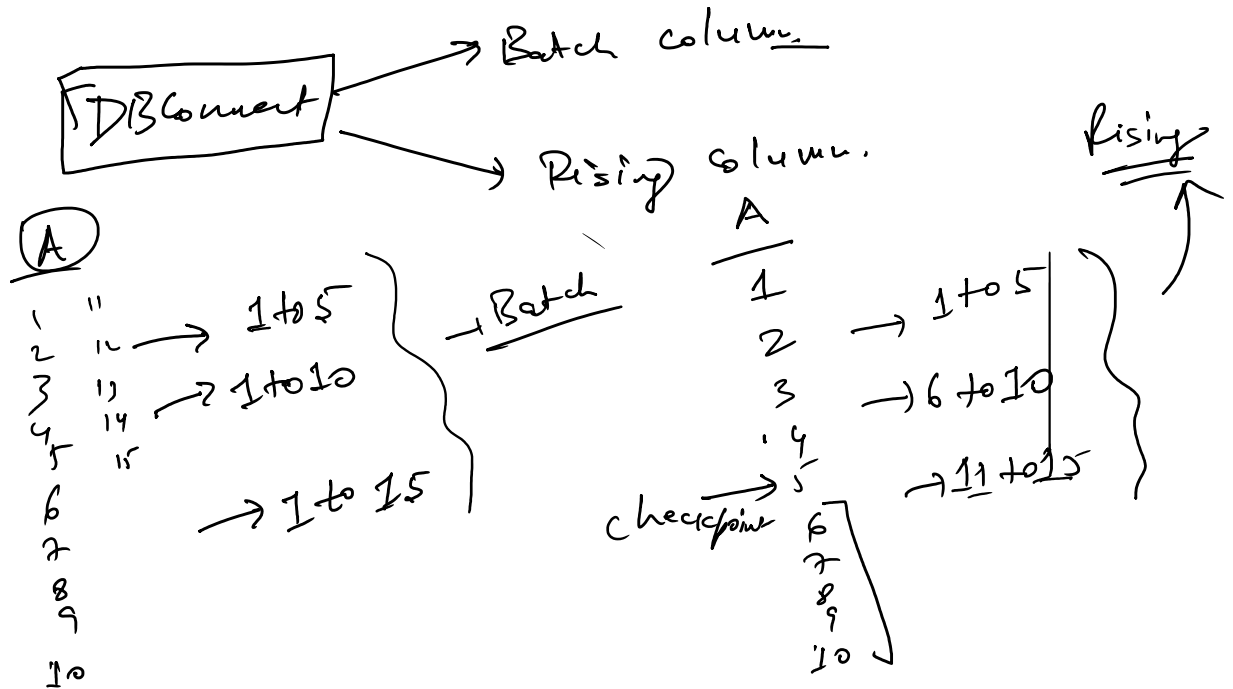 Batch column
DBConnect
Rising column.
Rising
A
1 11
2 12 → 1 to 5
3 13 → 1 to 10
4 14
5 15
6 → 1 to 15
7
8
9
10
→ Batch
A
1
2 → 1 to 5
3 → 6 to 10
4
checkpoint → 5 → 11 to 15
6
7
8
9
10